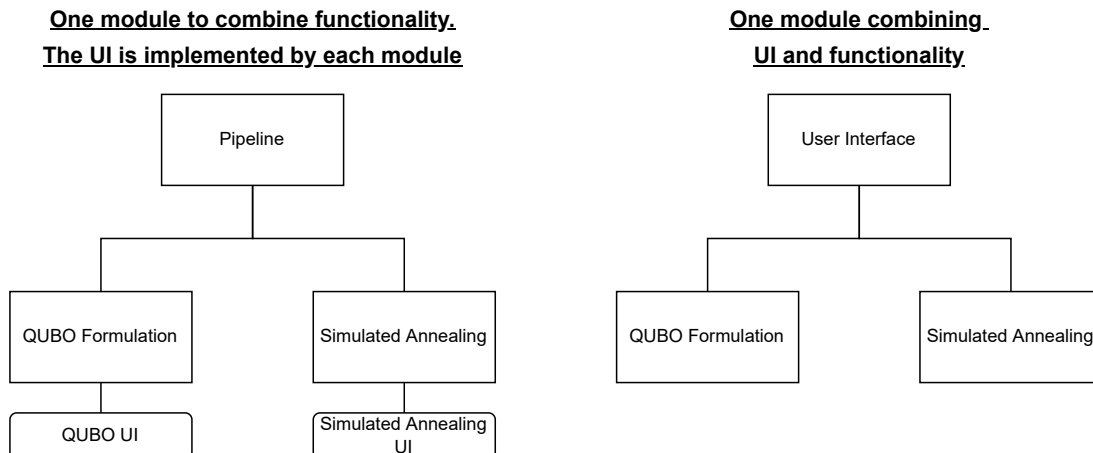 One module to combine functionality.
The UI is implemented by each module
Pipeline
QUBO Formulation
Simulated Annealing
QUBO UI
Simulated Annealing
UI
One module combining
UI and functionality
User Interface
QUBO Formulation
Simulated Annealing